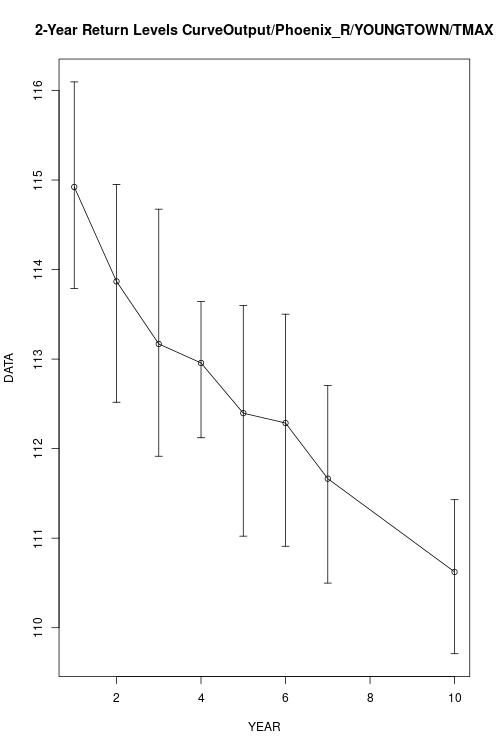 2-Year Return Levels CurveOutput/Phoenix_R/YOUNGTOWN/TMAX
116
115
114
113
112
111
110
DATA
2 4 6 8 10
YEAR